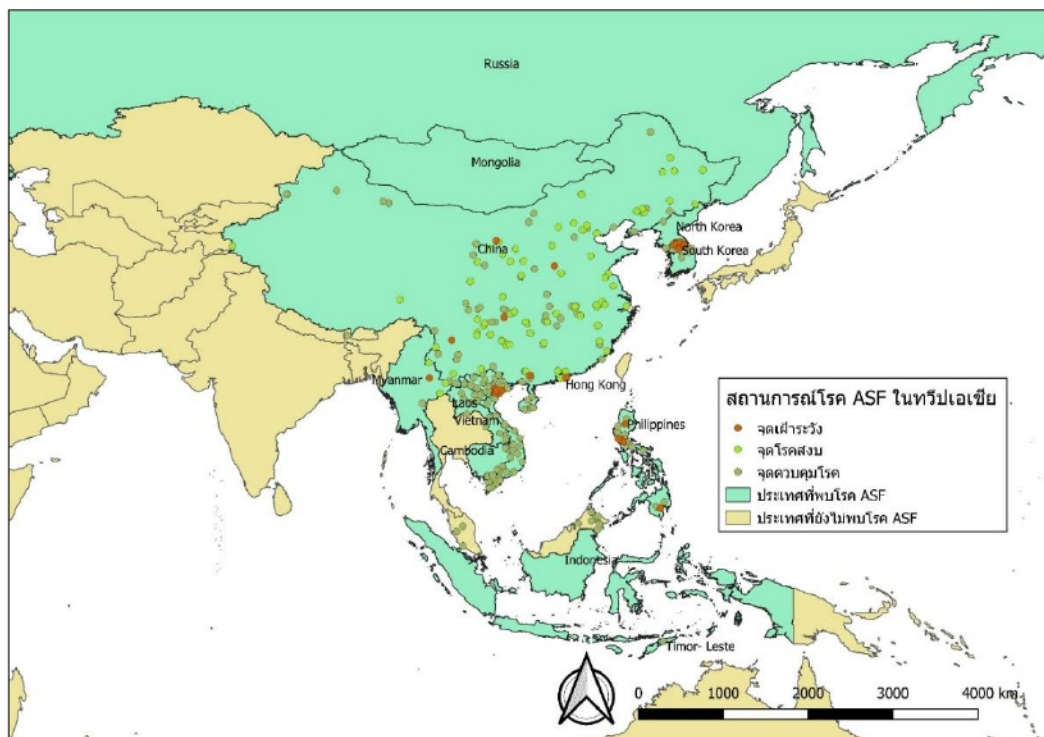 Russia
Mongolia
North Korea
China
South Korea
Myanmar
Hong Kong
Laos
Vietnam
Philippines
Cambodia
Indonesia
Timor- Leste
สถานการณ์โรค ASF ในทวีปเอเชีย
จุดเฝ้าระวัง
จุดโรคสงบ
จุดควบคุมโรค
ประเทศที่พบโรค ASF
ประเทศที่ยังไม่พบโรค ASF
0 1000 2000 3000 4000 km